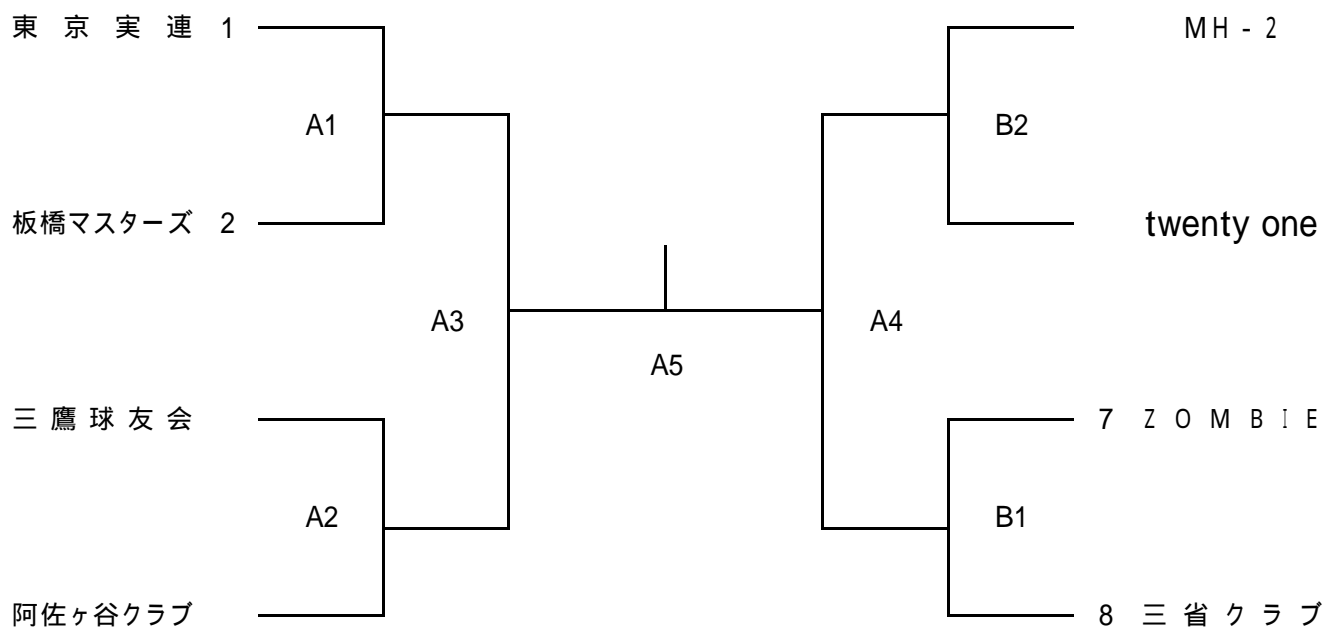 東京実連 1
MH-2
A1
B2
板橋マスターズ 2
twenty one
A3
A4
A5
三鷹球友会
7 ZOMBIE
A2
B1
阿佐ヶ谷クラブ
8 三省クラブ